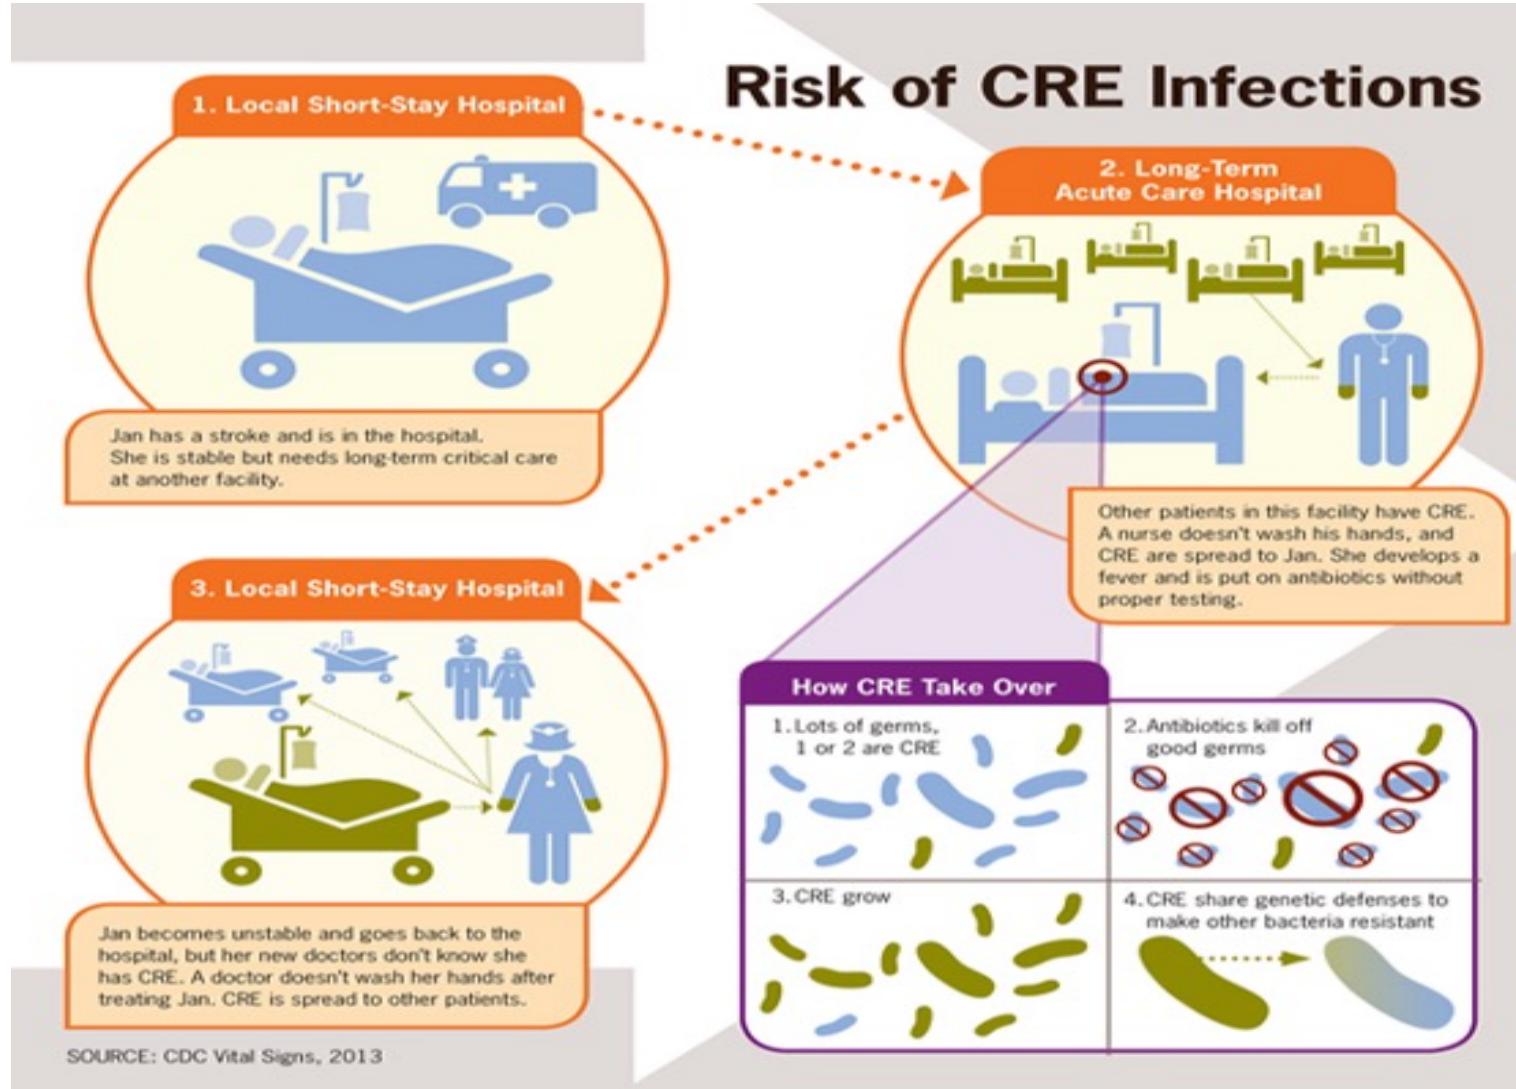 Risk of CRE Infections
1. Local Short-Stay Hospital
Jan has a stroke and is in the hospital.
She is stable but needs long-term critical care
at another facility.
2. Long-Term
Acute Care Hospital
Other patients in this facility have CRE.
A nurse doesn't wash his hands, and
CRE are spread to Jan. She develops a
fever and is put on antibiotics without
proper testing.
3. Local Short-Stay Hospital
Jan becomes unstable and goes back to the
hospital, but her new doctors don't know she
has CRE. A doctor doesn't wash her hands after
treating Jan. CRE is spread to other patients.
How CRE Take Over
1. Lots of germs,
1 or 2 are CRE
2. Antibiotics kill off
good germs
3. CRE grow
4. CRE share genetic defenses to
make other bacteria resistant
SOURCE: CDC Vital Signs, 2013